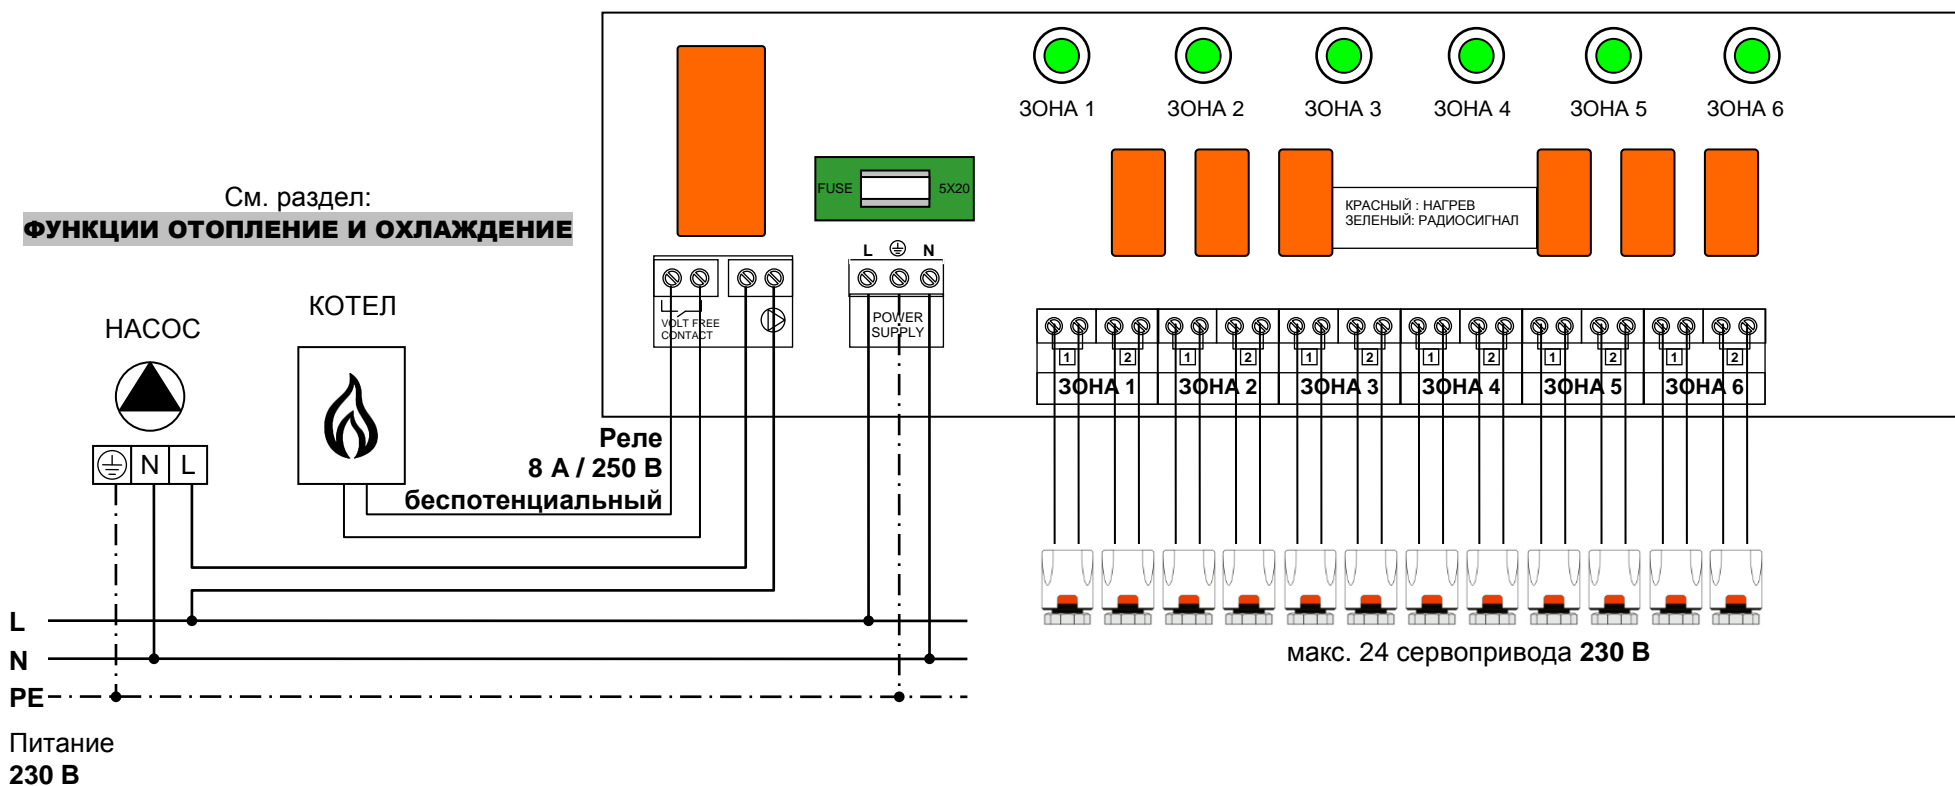 ЗОНА 1
ЗОНА 2
ЗОНА 3
ЗОНА 4
ЗОНА 5
ЗОНА 6
См. раздел:
ФУНКЦИИ ОТОПЛЕНИЕ И ОХЛАЖДЕНИЕ
FUSE
5X20
КРАСНЫЙ : НАГРЕВ
ЗЕЛЕНЫЙ: РАДИОСИГНАЛ
L
N
НАСОС
КОТЕЛ
VOLT FREE
CONTACT
POWER
SUPPLY
1 2 1 2 1 2 1 2 1 2 1 2
ЗОНА 1
ЗОНА 2
ЗОНА 3
ЗОНА 4
ЗОНА 5
ЗОНА 6
N L
Реле
8 А / 250 В
беспотенциальный
L
N
PE
макс. 24 сервопривода 230 В
Питание
230 В